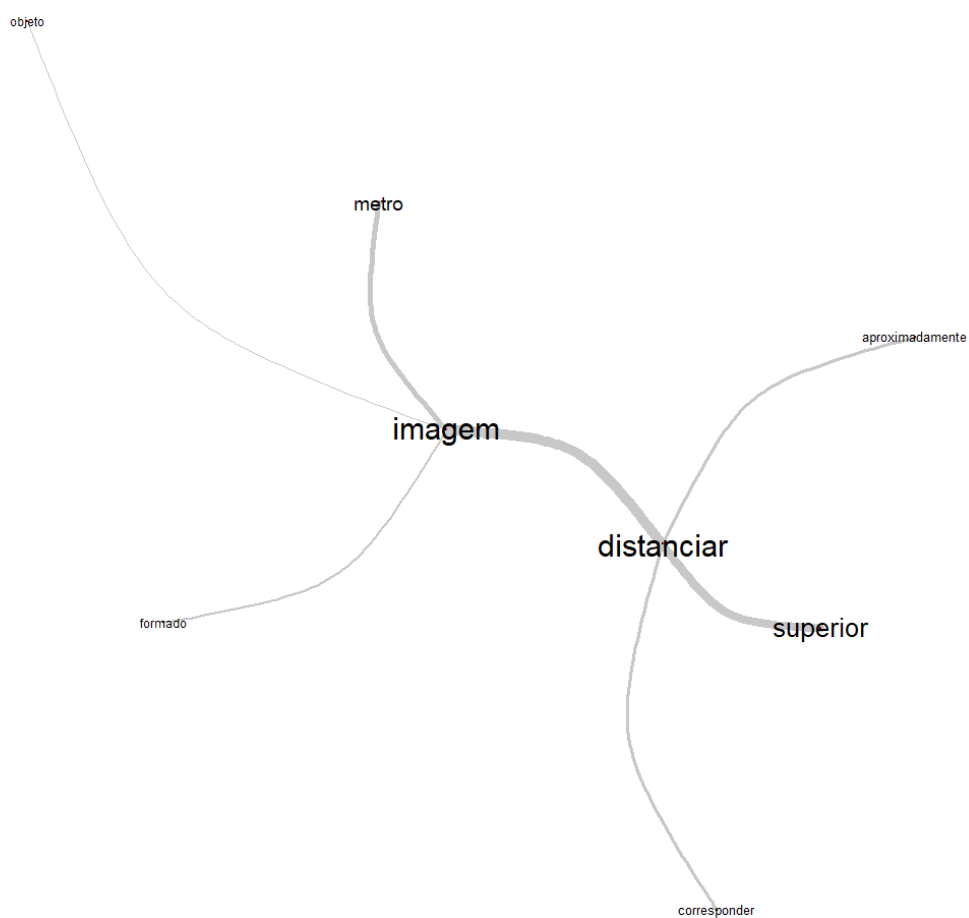 objeto
metro
aproximadamente
imagem
distanciar
formado
superior
corresponder